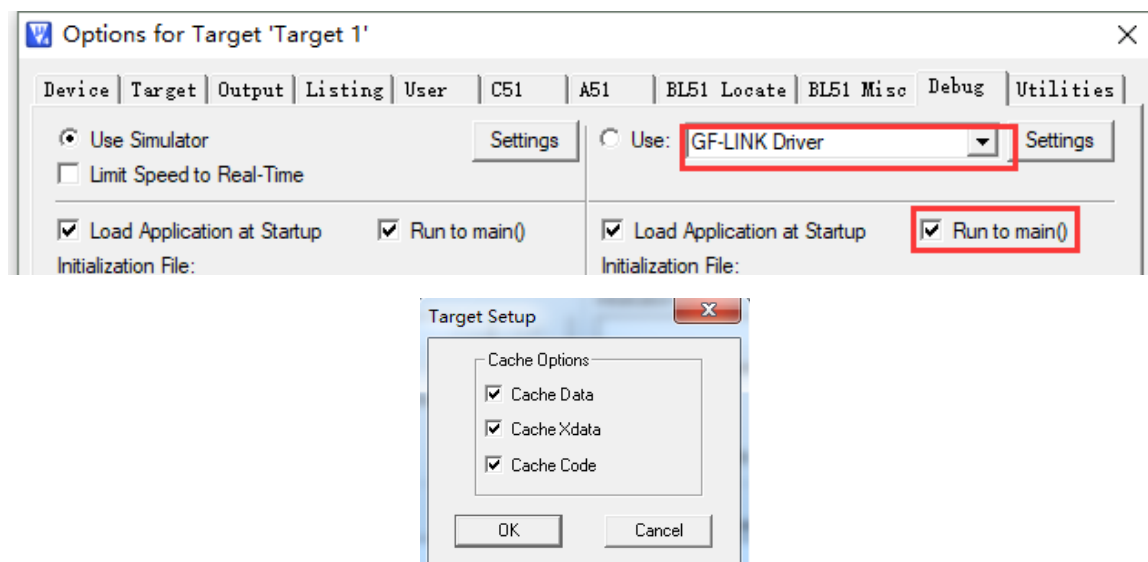 Options for Target 'Target 1'
Device Target Output Listing User C51 A51 BL51 Locate BL51 Misc Debug Utilities
Use Simulator Settings Use: GF-LINK Driver Settings
Limit Speed to Real-Time
Load Application at Startup Run to main() Load Application at Startup Run to main()
Initialization File: Initialization File:
Target Setup
Cache Options
Cache Data
Cache Xdata
Cache Code
OK Cancel